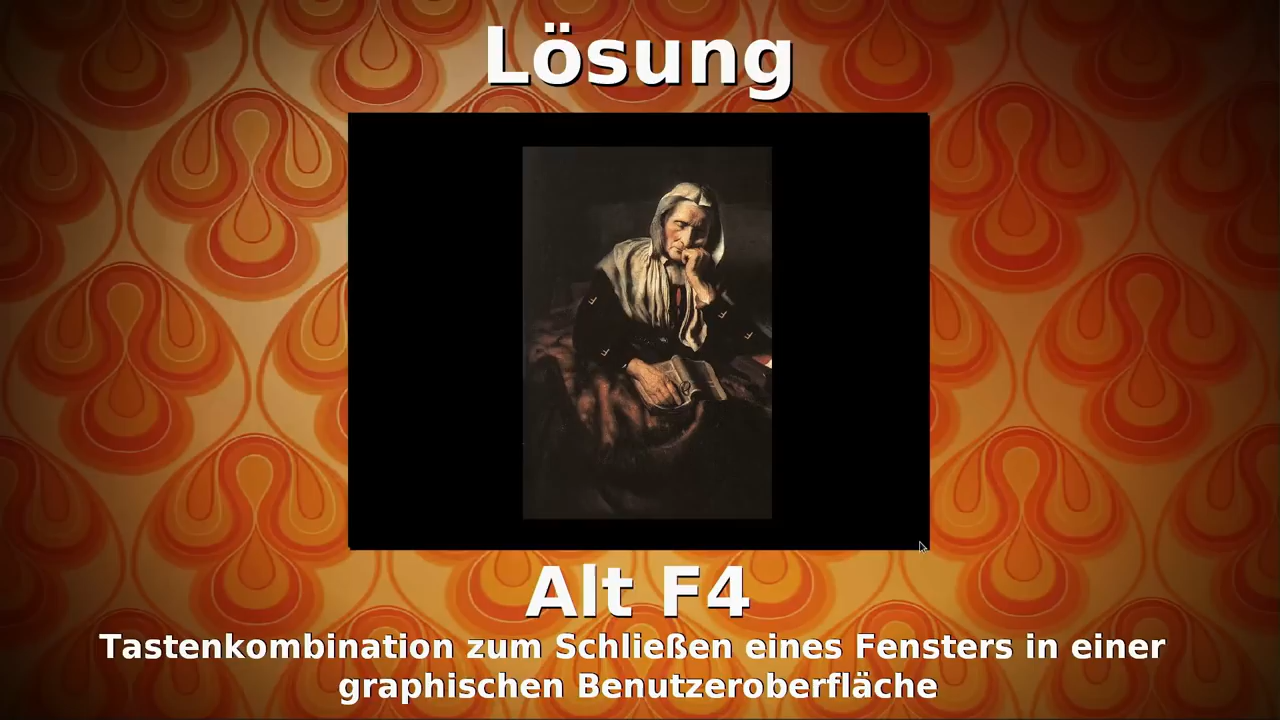 Lösung
F
F
F
F
Alt F4
Tastenkombination zum Schließen eines Fensters in einer
graphischen Benutzeroberfläche